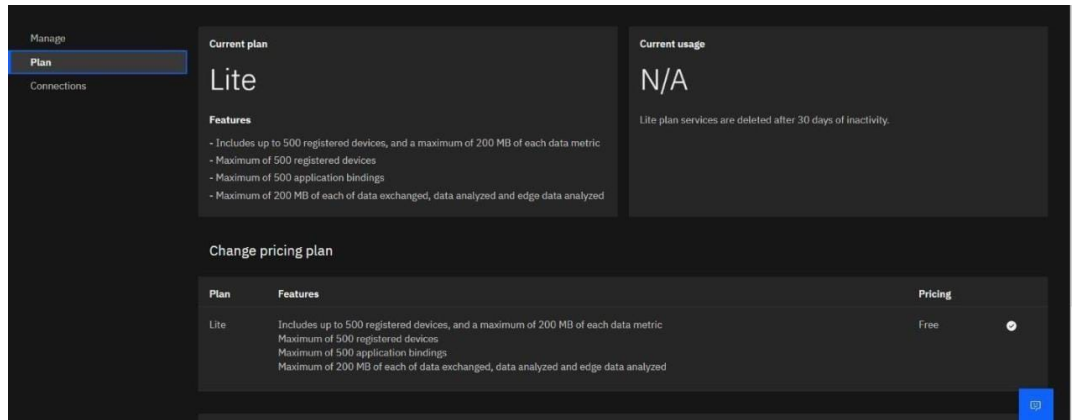 Manage
Plan
Connections
Current plan
Lite
Features
- Includes up to 500 registered devices, and a maximum of 200 MB of each data metric
- Maximum of 500 registered devices
- Maximum of 500 application bindings
- Maximum of 200 MB of each of data exchanged, data analyzed and edge data analyzed
Current usage
N/A
Lite plan services are deleted after 30 days of inactivity.
Change pricing plan
Plan Features Pricing
Lite Includes up to 500 registered devices, and a maximum of 200 MB of each data metric Free
Maximum of 500 registered devices
Maximum of 500 application bindings
Maximum of 200 MB of each of data exchanged, data analyzed and edge data analyzed